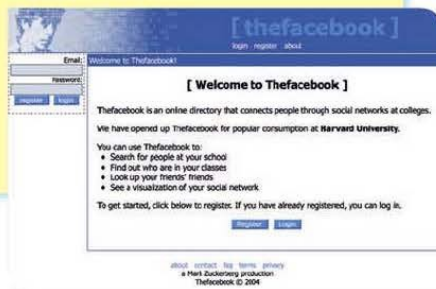 [ thefacebook ]
login register about
Email:
Password:
register login
Welcome to Thefacebook!
[ Welcome to Thefacebook ]
Thefacebook is an online directory that connects people through social networks at colleges.
We have opened up Thefacebook for popular consumption at Harvard University.
You can use Thefacebook to:
• Search for people at your school
• Find out who are in your classes
• Look up your friends' friends
• See a visualization of your social network
To get started, click below to register. If you have already registered, you can log in.
Register Login
about contact faq terms privacy
a Mark Zuckerberg production
Thefacebook © 2004